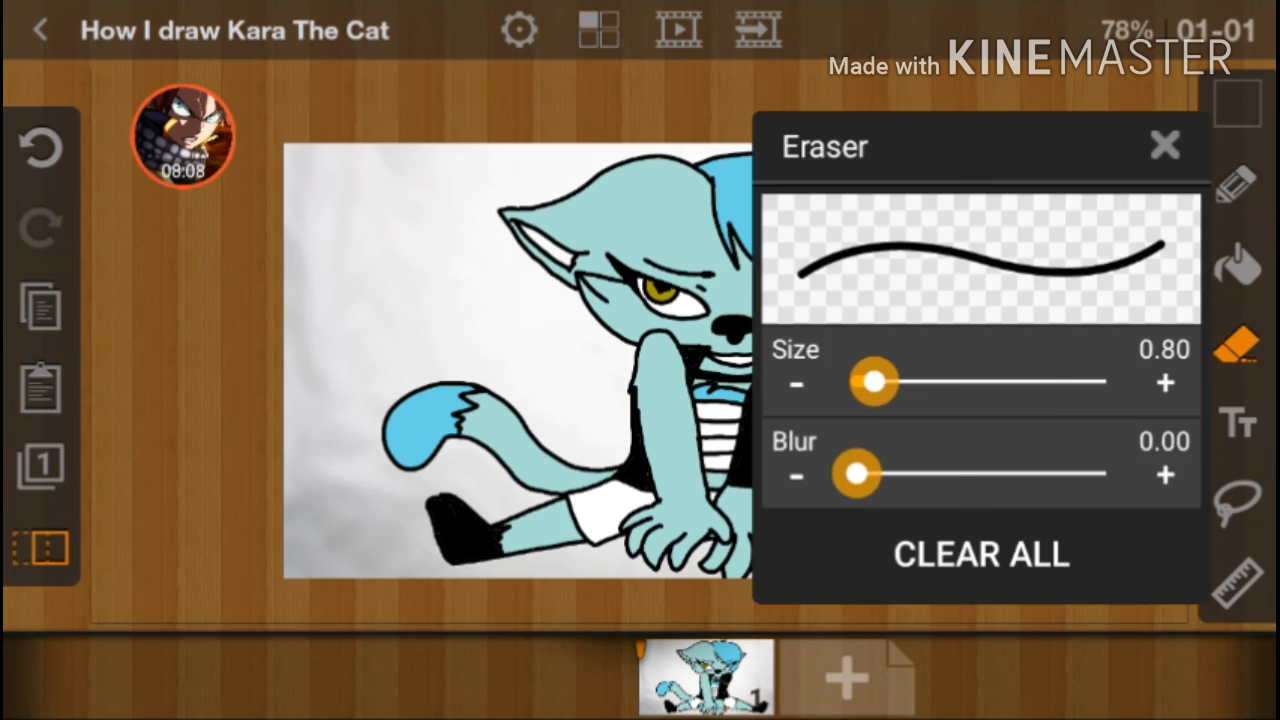 How I draw Kara The Cat
78% 01-01
Made with KINEMASTER
08:08
Eraser
Size 0.80
- +
Blur 0.00
- +
CLEAR ALL
1
Tт
1
+